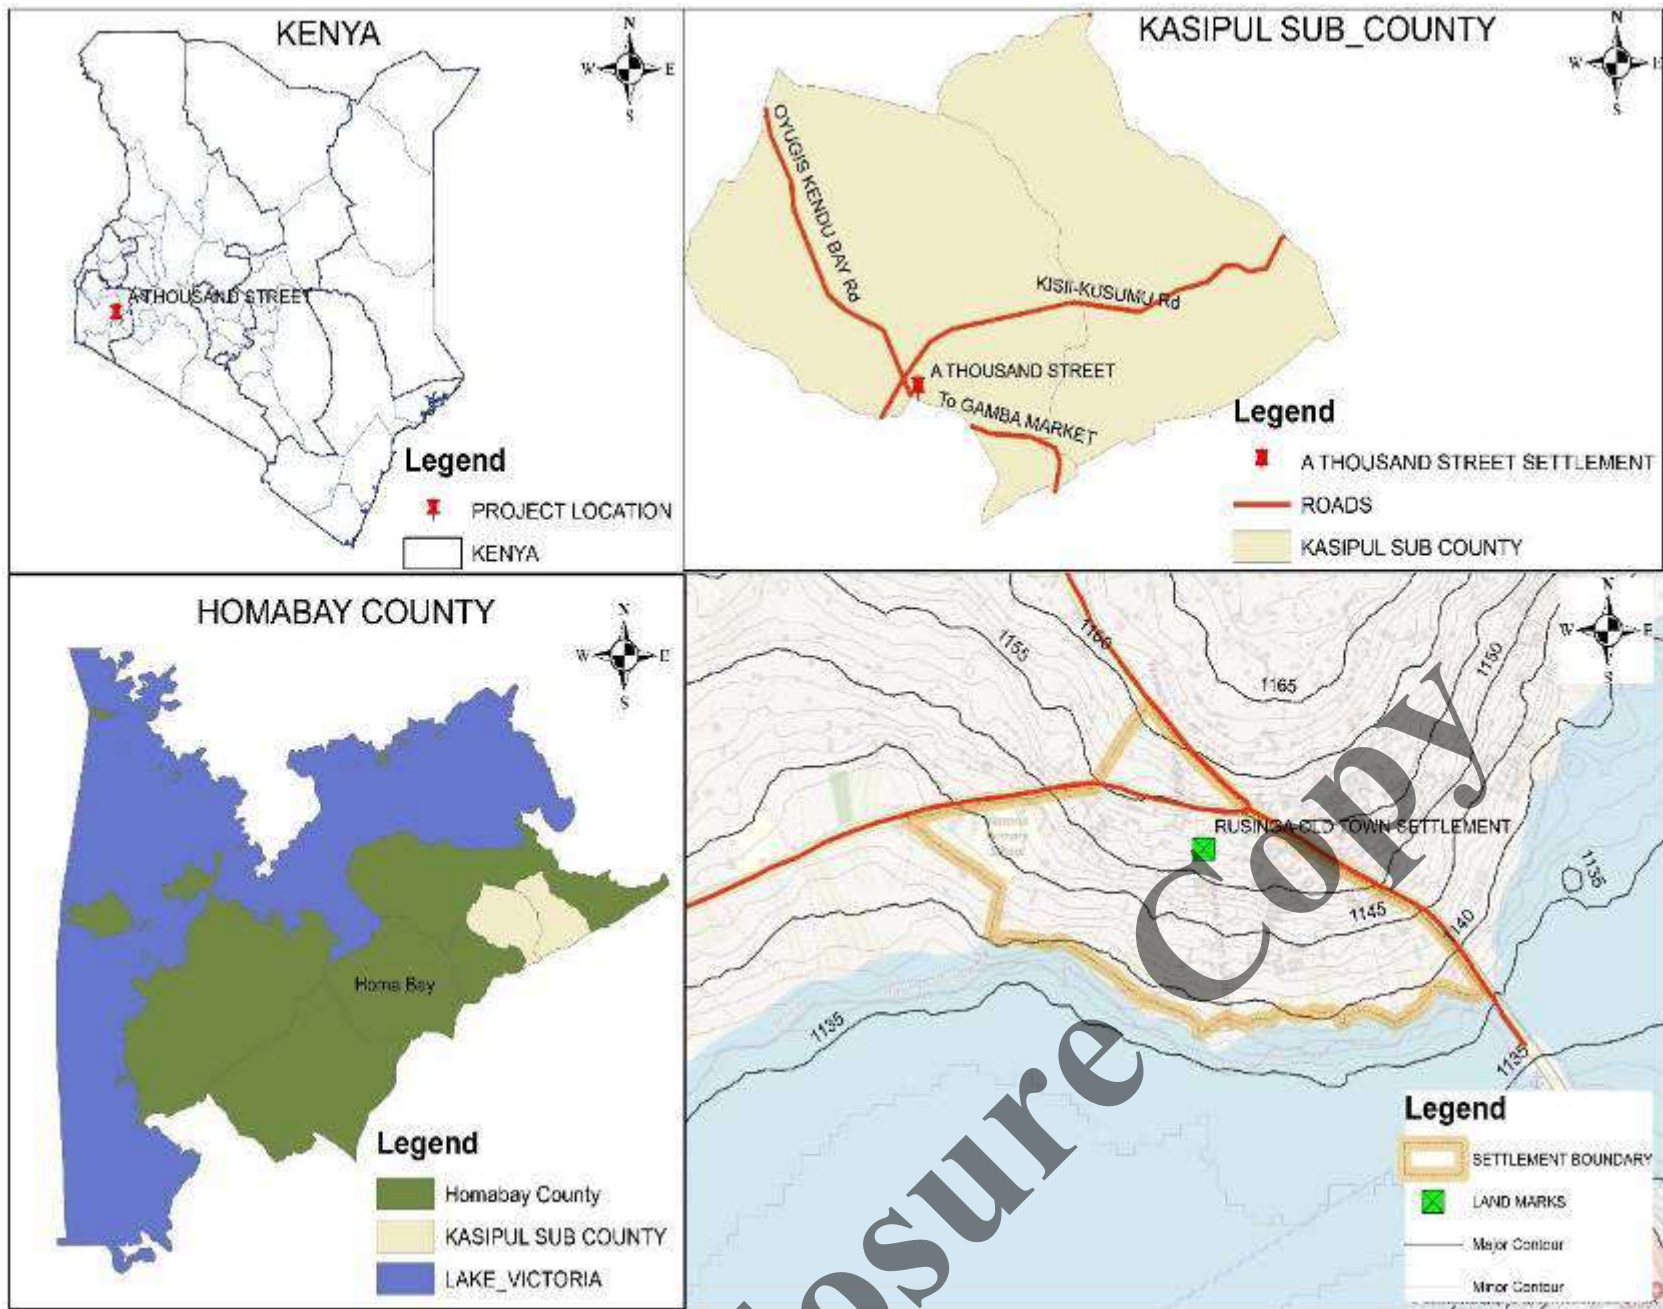 KENYA
N
W E
S
A THOUSAND STREET
Legend
PROJECT LOCATION
KENYA
KASIPUL SUB_COUNTY
N
W E
S
OYUGIS KENDU BAY Rd
KISII-KUSUMU Rd
A THOUSAND STREET
To GAMBA MARKET
Legend
A THOUSAND STREET SETTLEMENT
ROADS
KASIPUL SUB COUNTY
HOMABAY COUNTY
N
W E
S
Homa Bay
Legend
Homabay County
KASIPUL SUB COUNTY
LAKE_VICTORIA
N
W E
S
1160
1155
1150
1165
RUSINGA OLD TOWN SETTLEMENT
1135
1145
140
1135
1135
Legend
SETTLEMENT BOUNDARY
LAND MARKS
Major Contour
Minor Contour
losure Copy